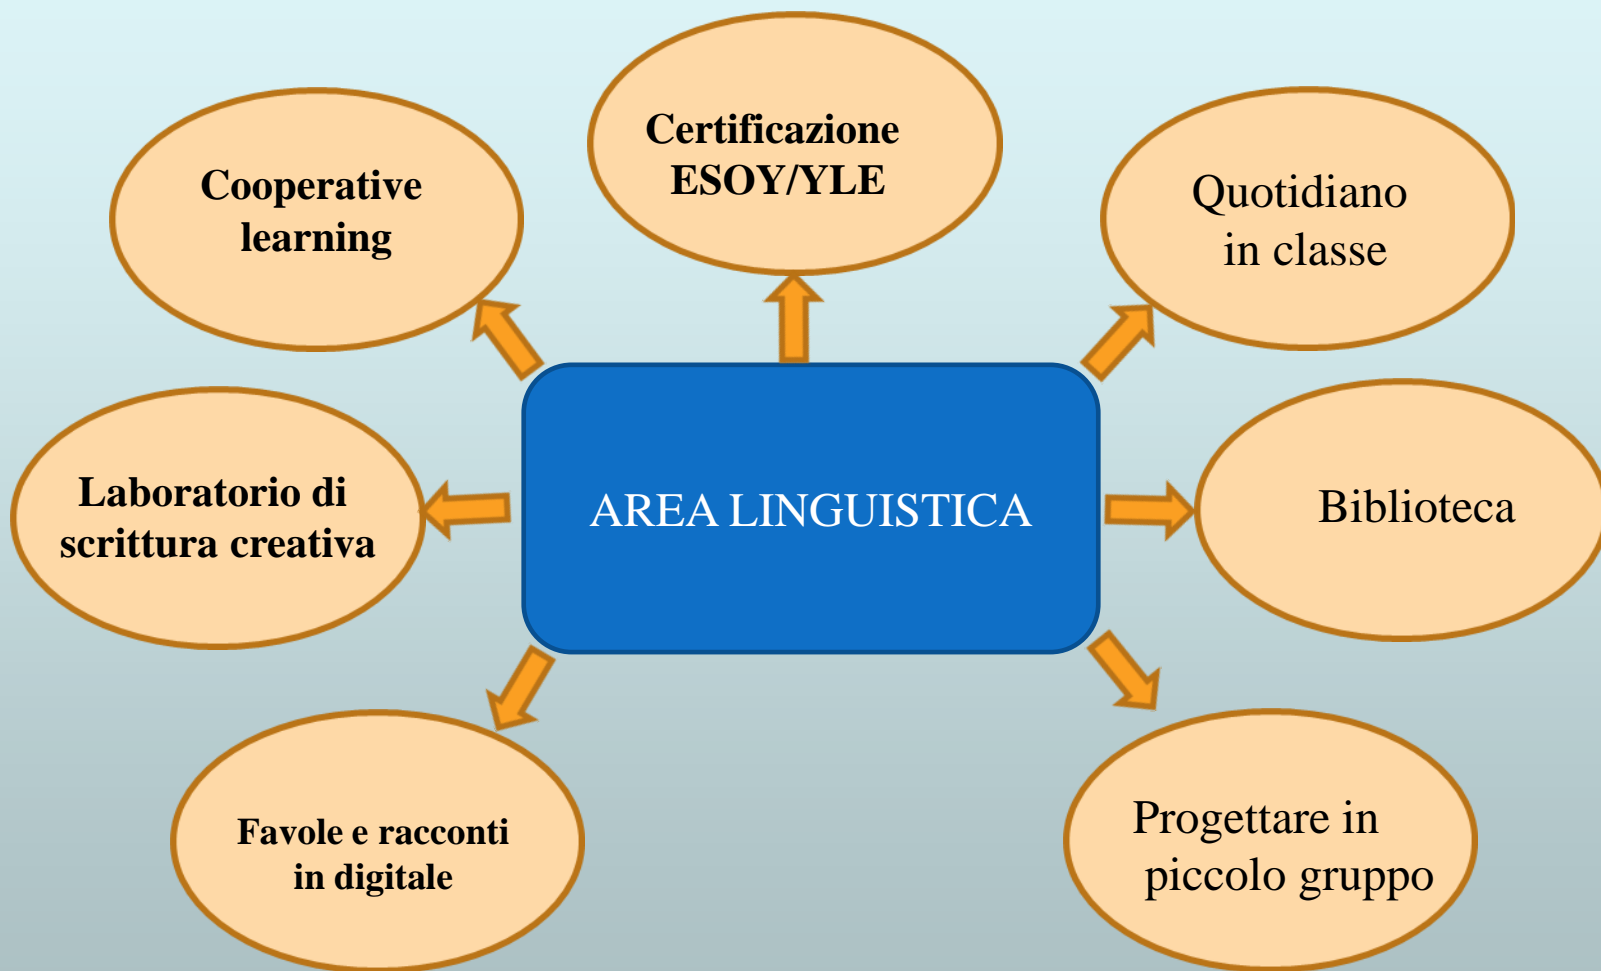 Certificazione
ESOY/YLE
Cooperative
learning
Quotidiano
in classe
Laboratorio di
scrittura creativa
AREA LINGUISTICA
Biblioteca
Favole e racconti
in digitale
Progettare in
piccolo gruppo